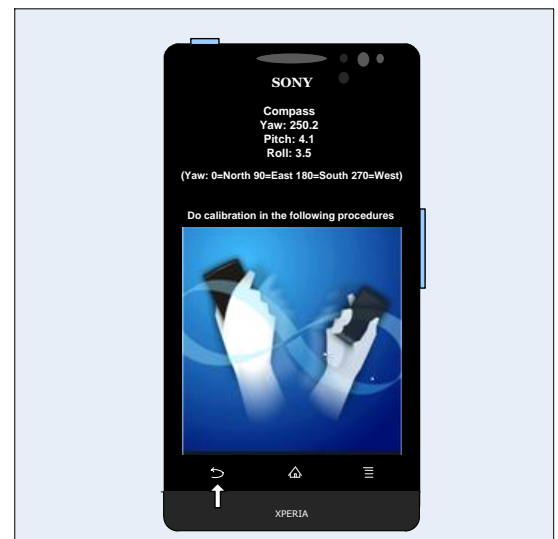 SONY
Compass
Yaw: 250.2
Pitch: 4.1
Roll: 3.5
(Yaw: 0=North 90=East 180=South 270=West)
Do calibration in the following procedures
XPERIA